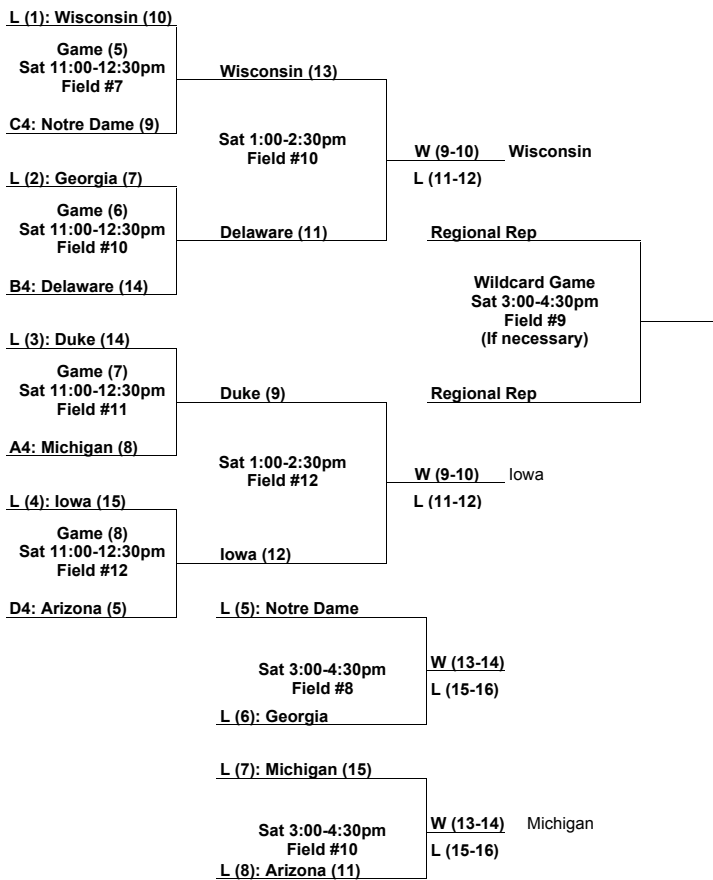 L (1): Wisconsin (10)
Game (5)
Sat 11:00-12:30pm
Field #7
C4: Notre Dame (9)
Wisconsin (13)
Sat 1:00-2:30pm
Field #10
L (2): Georgia (7)
Game (6)
Sat 11:00-12:30pm
Field #10
B4: Delaware (14)
Delaware (11)
W (9-10) Wisconsin
L (11-12)
Regional Rep
Wildcard Game
Sat 3:00-4:30pm
Field #9
(If necessary)
Regional Rep
L (3): Duke (14)
Game (7)
Sat 11:00-12:30pm
Field #11
A4: Michigan (8)
Duke (9)
Sat 1:00-2:30pm
Field #12
L (4): Iowa (15)
Game (8)
Sat 11:00-12:30pm
Field #12
D4: Arizona (5)
Iowa (12)
W (9-10) Iowa
L (11-12)
L (5): Notre Dame
Sat 3:00-4:30pm
Field #8
L (6): Georgia
W (13-14)
L (15-16)
L (7): Michigan (15)
Sat 3:00-4:30pm
Field #10
L (8): Arizona (11)
W (13-14) Michigan
L (15-16)